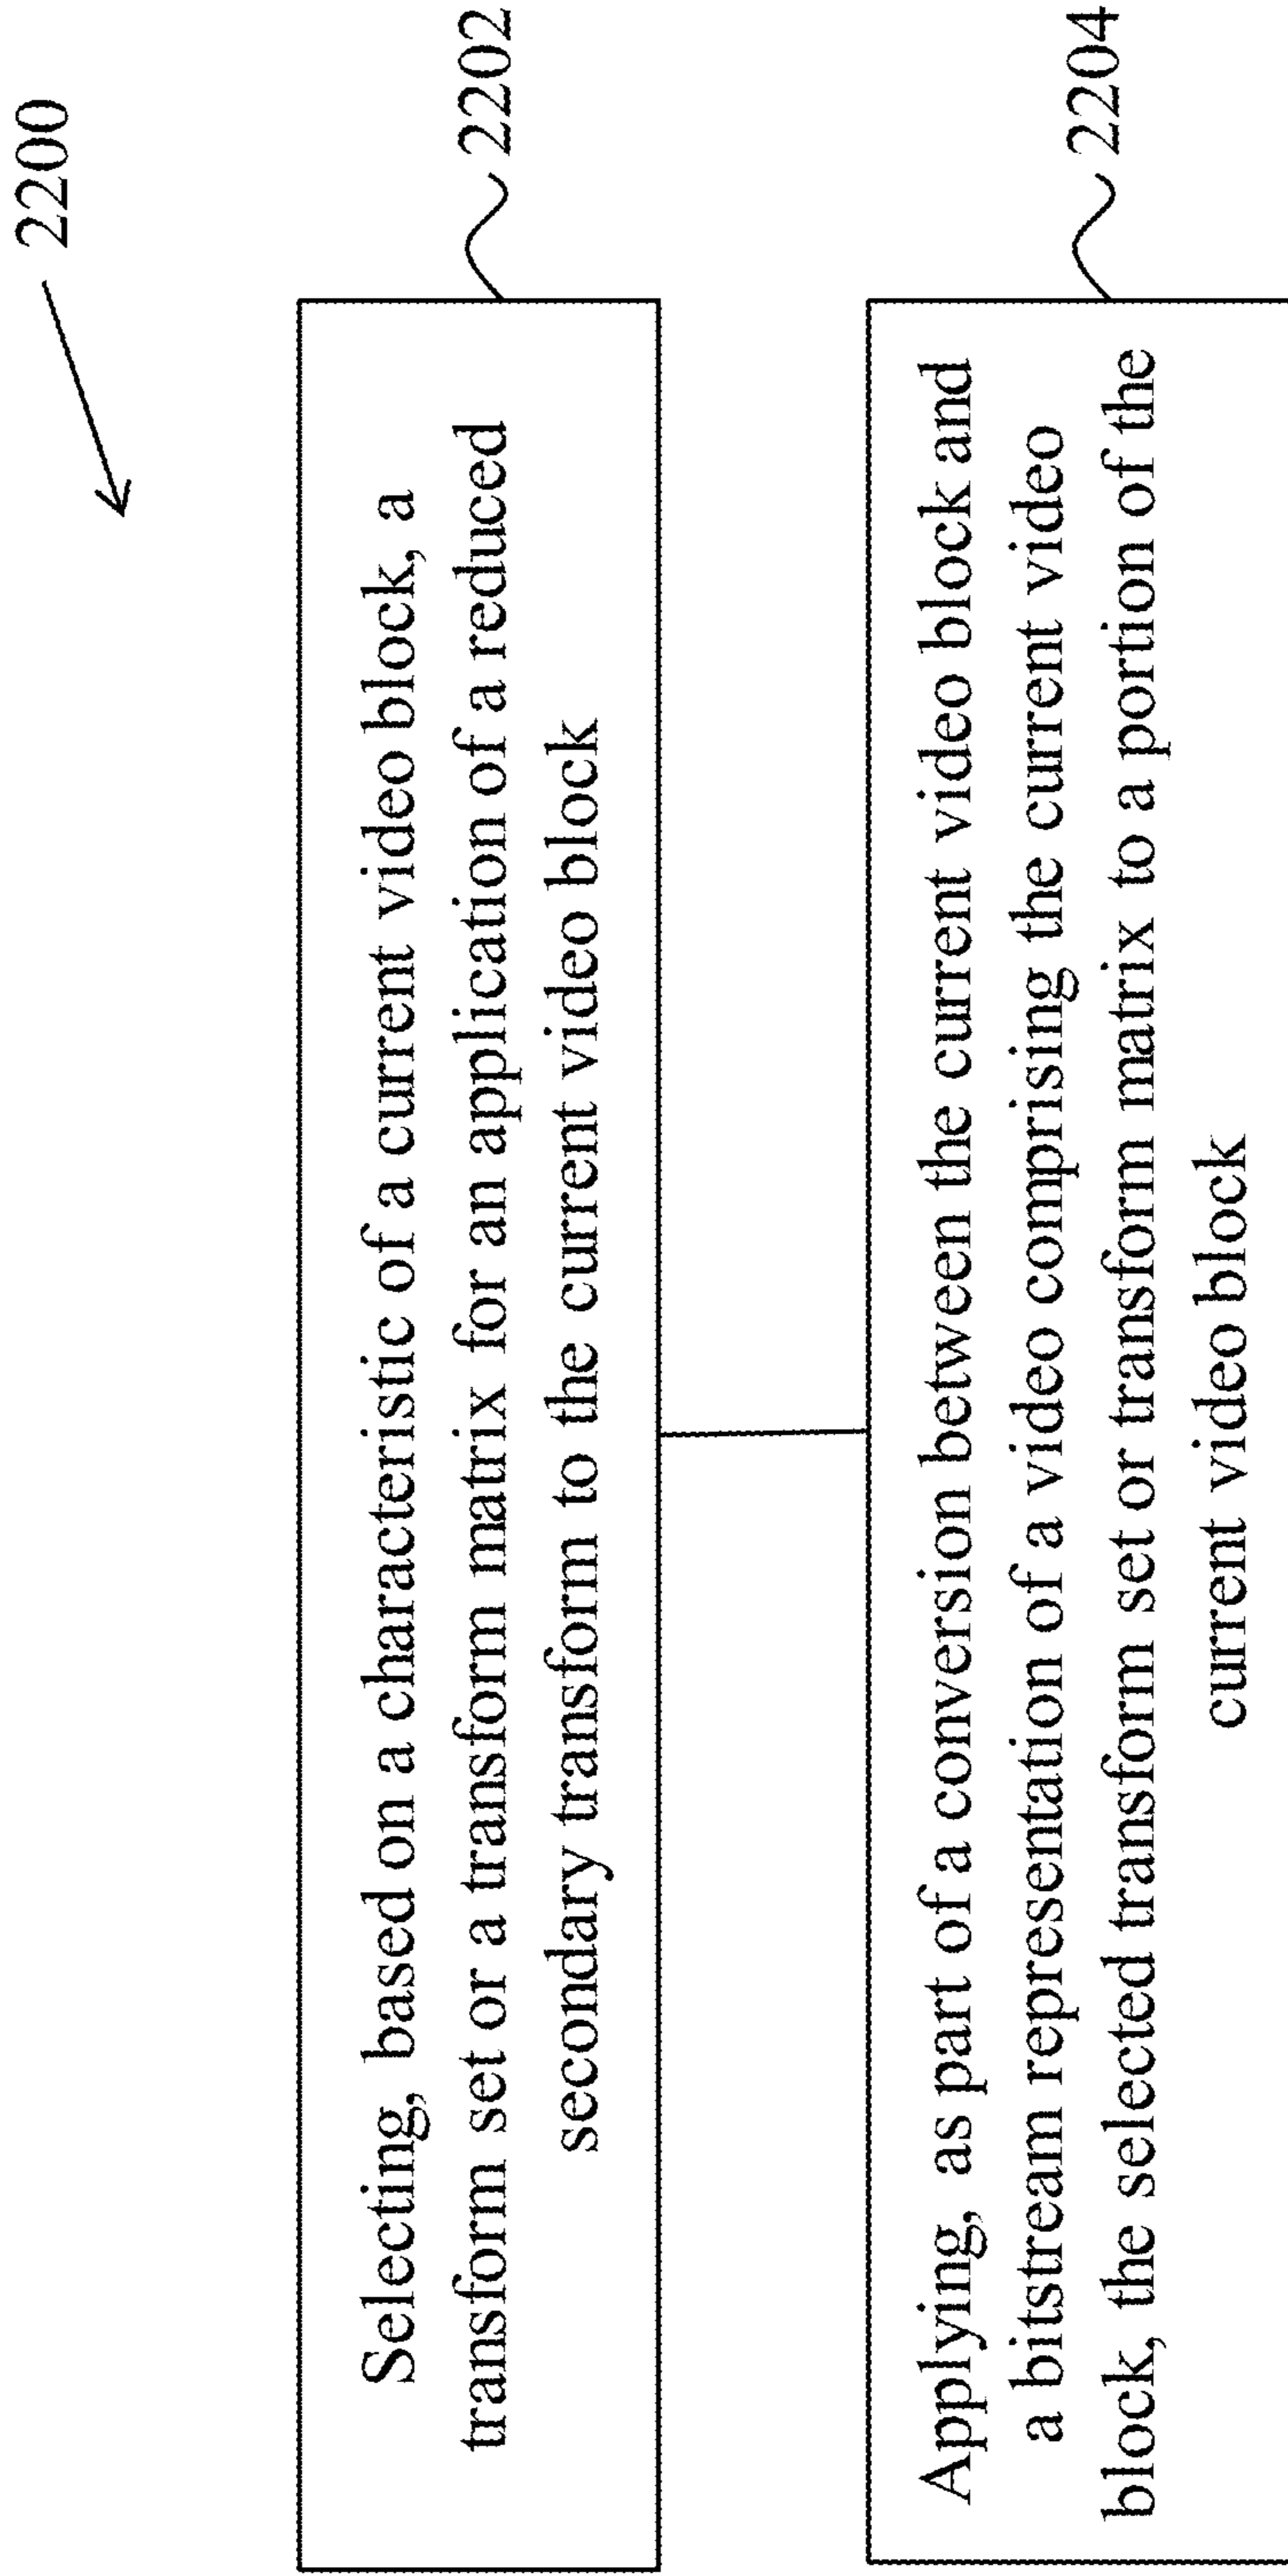 2200
Selecting, based on a characteristic of a current video block, a
transform set or a transform matrix for an application of a reduced
secondary transform to the current video block
2202
Applying, as part of a conversion between the current video block and
a bitstream representation of a video comprising the current video
block, the selected transform set or transform matrix to a portion of the
current video block
2204